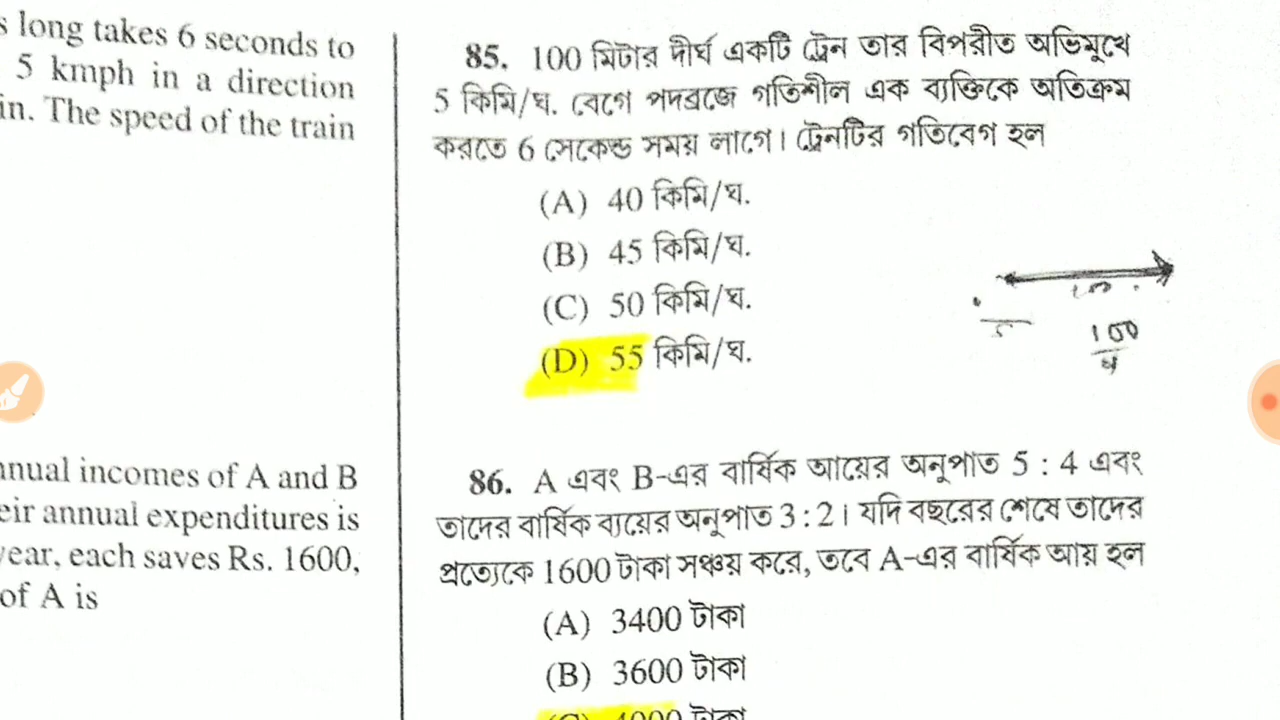 s long takes 6 seconds to
5 kmph in a direction
in. The speed of the train
85. 100 মিটার দীর্ঘ একটি ট্রেন তার বিপরীত অভিমুখে
5 কিমি/ঘ. বেগে পদব্রজে গতিশীল এক ব্যক্তিকে অতিক্রম
করতে 6 সেকেন্ড সময় লাগে। ট্রেনটির গতিবেগ হল
(A) 40 কিমি/ঘ.
(B) 45 কিমি/ঘ.
(C) 50 কিমি/ঘ.
(D) 55 কিমি/ঘ.
100
nnual incomes of A and B
eir annual expenditures is
year, each saves Rs. 1600,
of A is
86. A এবং B-এর বার্ষিক আয়ের অনুপাত 5 : 4 এবং
তাদের বার্ষিক ব্যয়ের অনুপাত 3 : 2। যদি বছরের শেষে তাদের
প্রত্যেকে 1600 টাকা সঞ্চয় করে, তবে A-এর বার্ষিক আয় হল
(A) 3400 টাকা
(B) 3600 টাকা
(C) 4000 টাকা